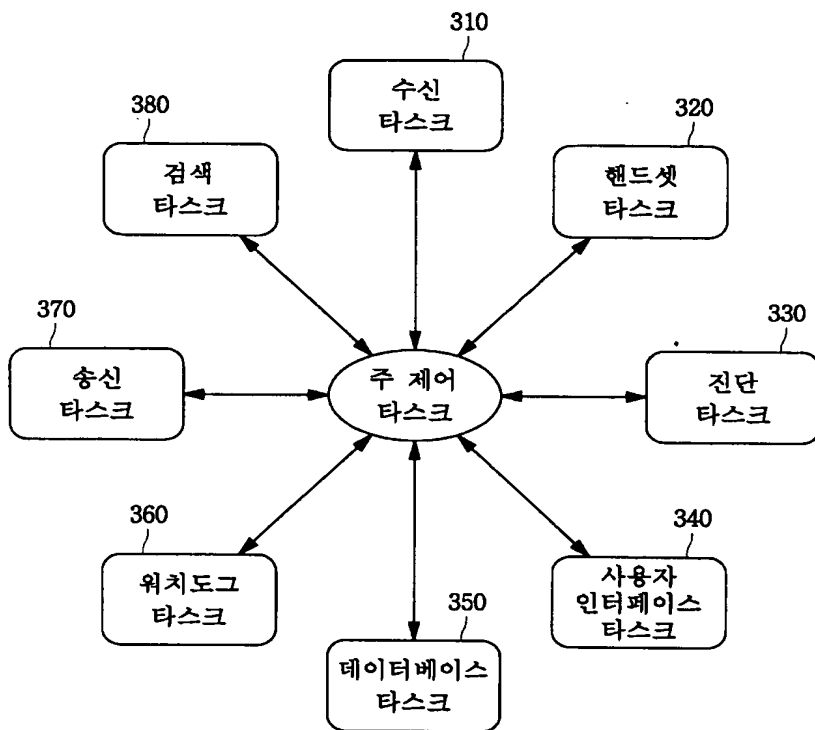 310
수신
타스크
380
검색
타스크
320
핸드셋
타스크
370
송신
타스크
주 제어
타스크
330
진단
타스크
360
워치도그
타스크
350
데이터베이스
타스크
340
사용자
인터페이스
타스크